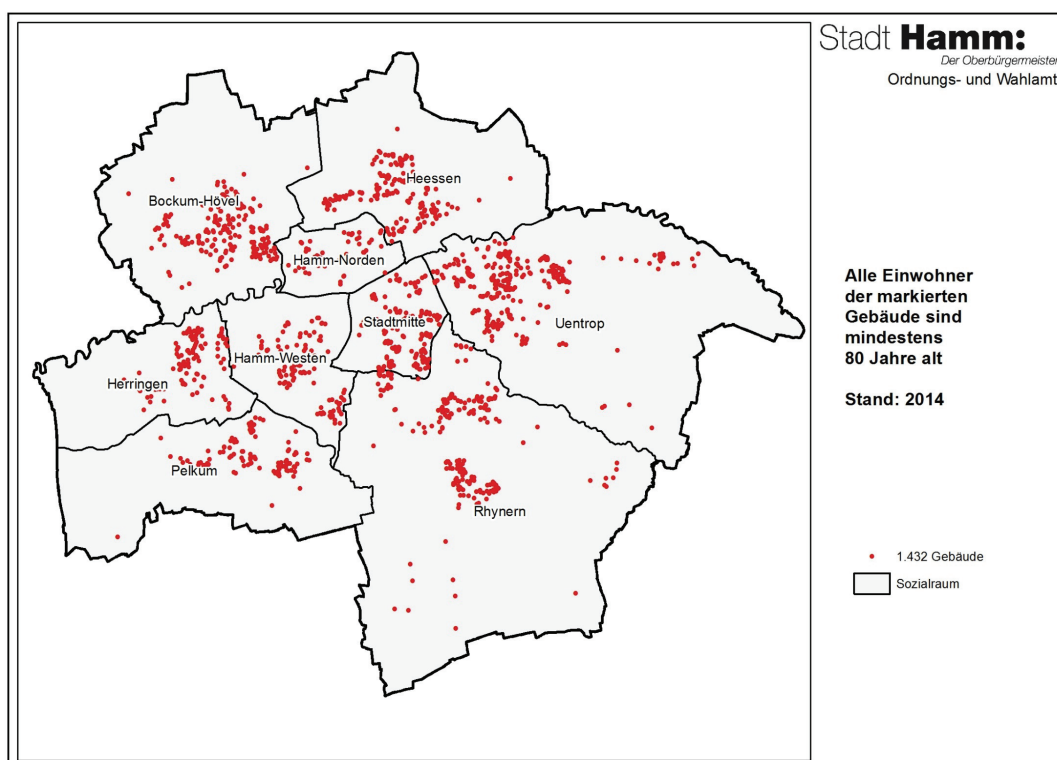 Stadt Hamm:
Der Oberbürgermeister
Ordnungs- und Wahlamt
Heessen
Bockum-Hövel
Hamm-Norden
Stadtmitte
Uentrop
Hamm-Westen
Herringen
Pelkum
Rhynern
Alle Einwohner
der markierten
Gebäude sind
mindestens
80 Jahre alt
Stand: 2014
1.432 Gebäude
Sozialraum